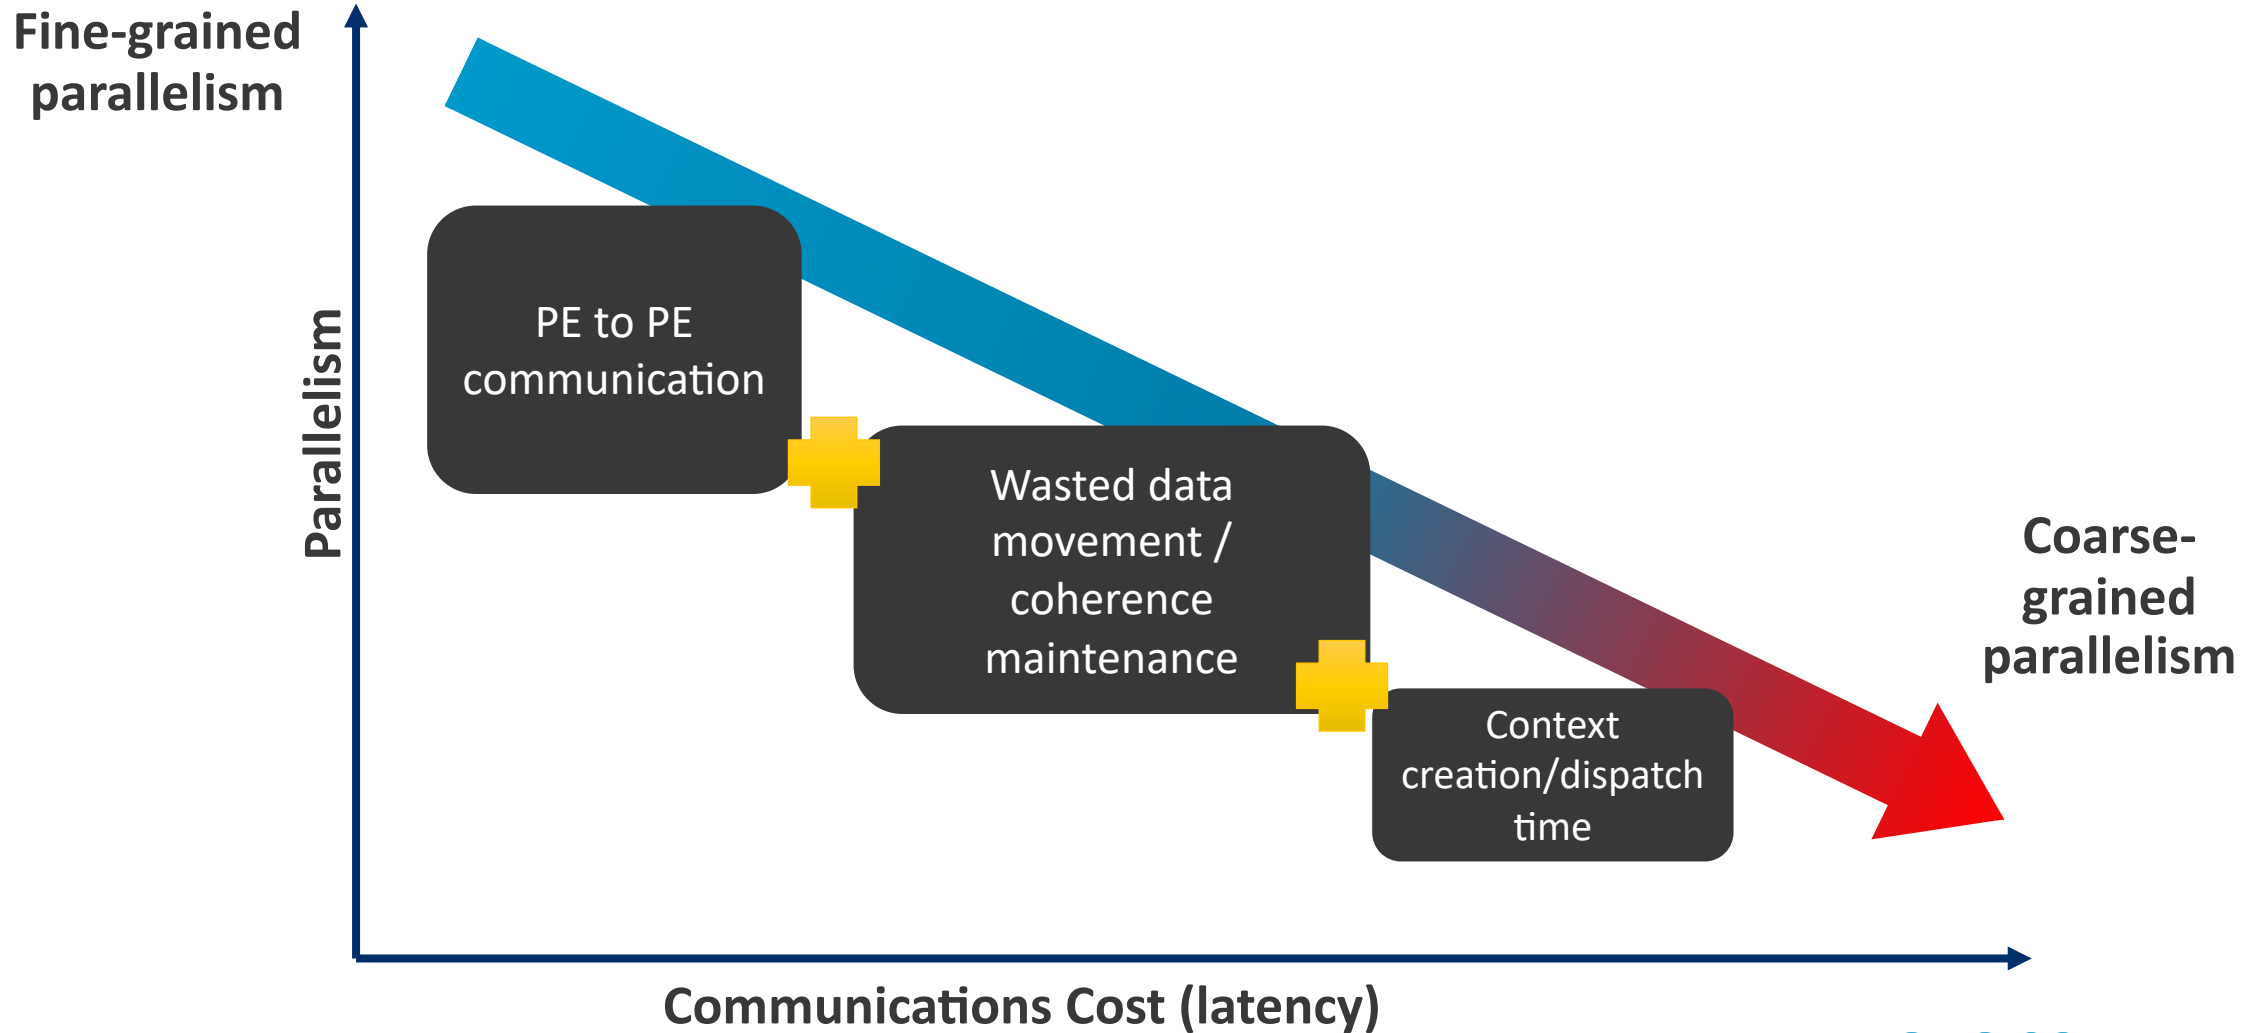 Fine-grained
parallelism
PE to PE
communication
Parallelism
Wasted data
movement /
coherence
maintenance
Coarse-
grained
parallelism
Context
creation/dispatch
time
Communications Cost (latency)